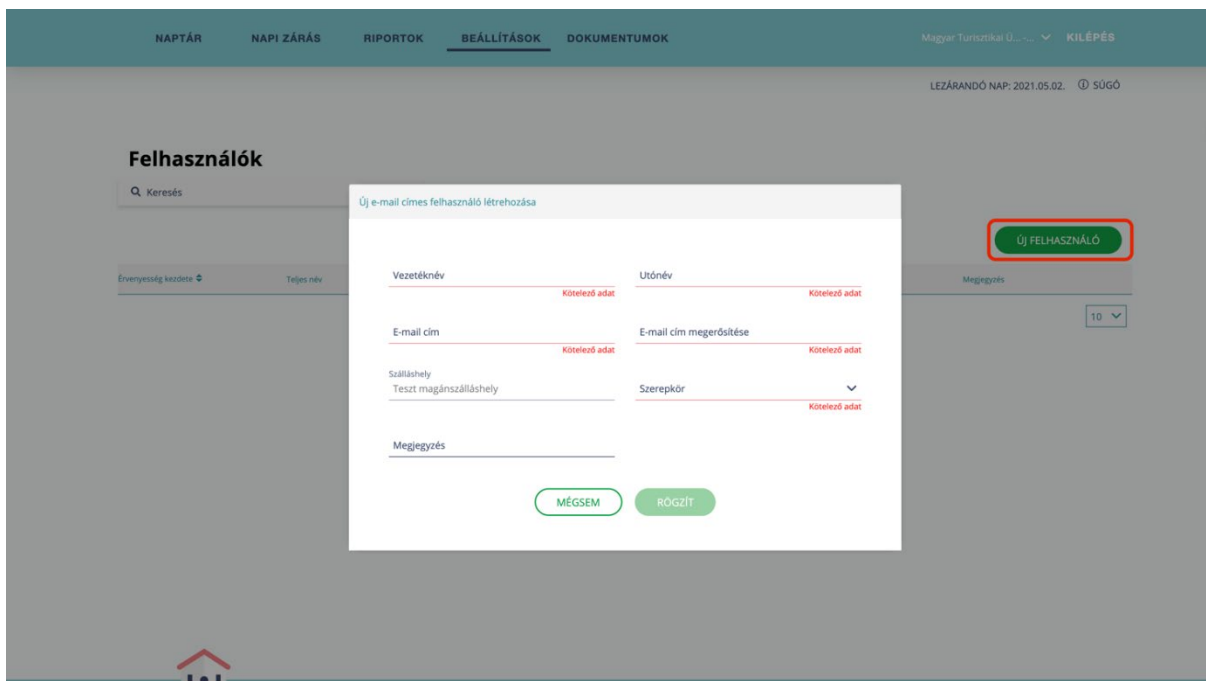 NAPTÁR NAPI ZÁRÁS RIPORTOK BEÁLLÍTÁSOK DOKUMENTUMOK Magyar Turisztikai Ü... -... KILÉPÉS
LEZÁRANDÓ NAP: 2021.05.02. SÚGÓ
Felhasználók
Keresés
Új e-mail címes felhasználó létrehozása
ÚJ FELHASZNÁLÓ
Érvényesség kezdete Teljes név Megjegyzés
10
Vezetéknév Utónév
Kötelező adat Kötelező adat
E-mail cím E-mail cím megerősítése
Kötelező adat Kötelező adat
Szálláshely
Teszt magánszálláshely Szerepkör
Kötelező adat
Megjegyzés
MÉGSEM RÖGZÍT